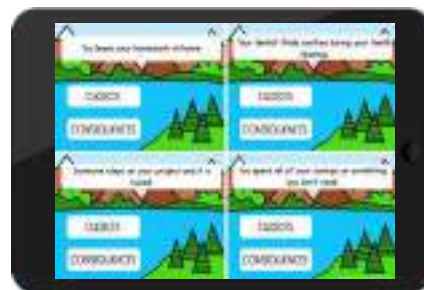 You leave your homework at home
CHOICES
CONSEQUENCES
Your dentist finds cavities during your teeth
cleaning
CHOICES
CONSEQUENCES
Someone steps on your project and it is
ruined
CHOICES
CONSEQUENCES
You spent all of your savings on something
you don't need
CHOICES
CONSEQUENCES